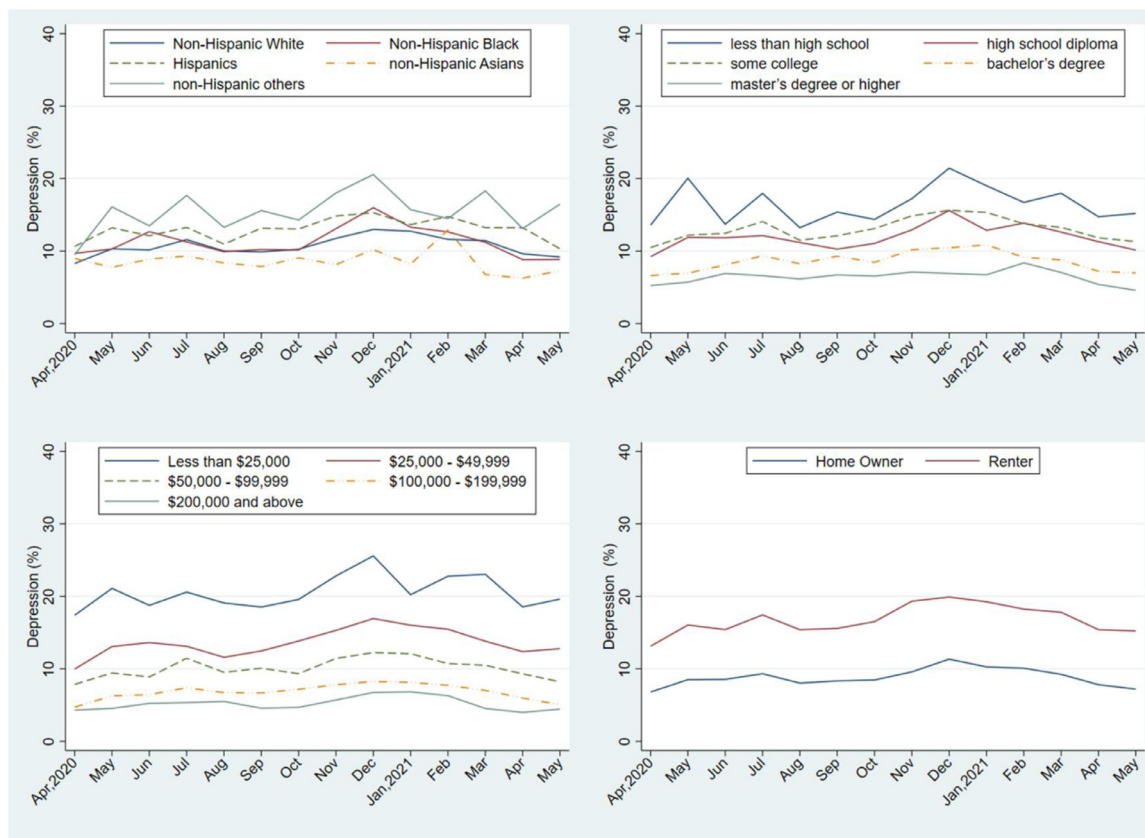 Non-Hispanic White Non-Hispanic Black
Hispanics non-Hispanic Asians
non-Hispanic others
Depression (%)
40
30
20
10
0
Apr,2020 May Jun Jul Aug Sep Oct Nov Dec Jan,2021 Feb Mar Apr May
less than high school high school diploma
some college bachelor's degree
master's degree or higher
Depression (%)
40
30
20
10
0
Apr,2020 May Jun Jul Aug Sep Oct Nov Dec Jan,2021 Feb Mar Apr May
Less than $25,000 $25,000 - $49,999
$50,000 - $99,999 $100,000 - $199,999
$200,000 and above
Depression (%)
40
30
20
10
0
Apr,2020 May Jun Jul Aug Sep Oct Nov Dec Jan,2021 Feb Mar Apr May
Home Owner Renter
Depression (%)
40
30
20
10
0
Apr,2020 May Jun Jul Aug Sep Oct Nov Dec Jan,2021 Feb Mar Apr May